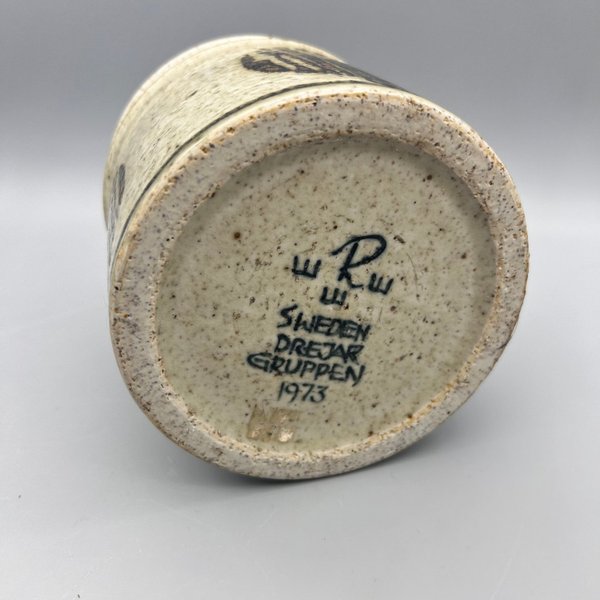 R
SWEDEN
DREJAR
GRUPPEN
1973